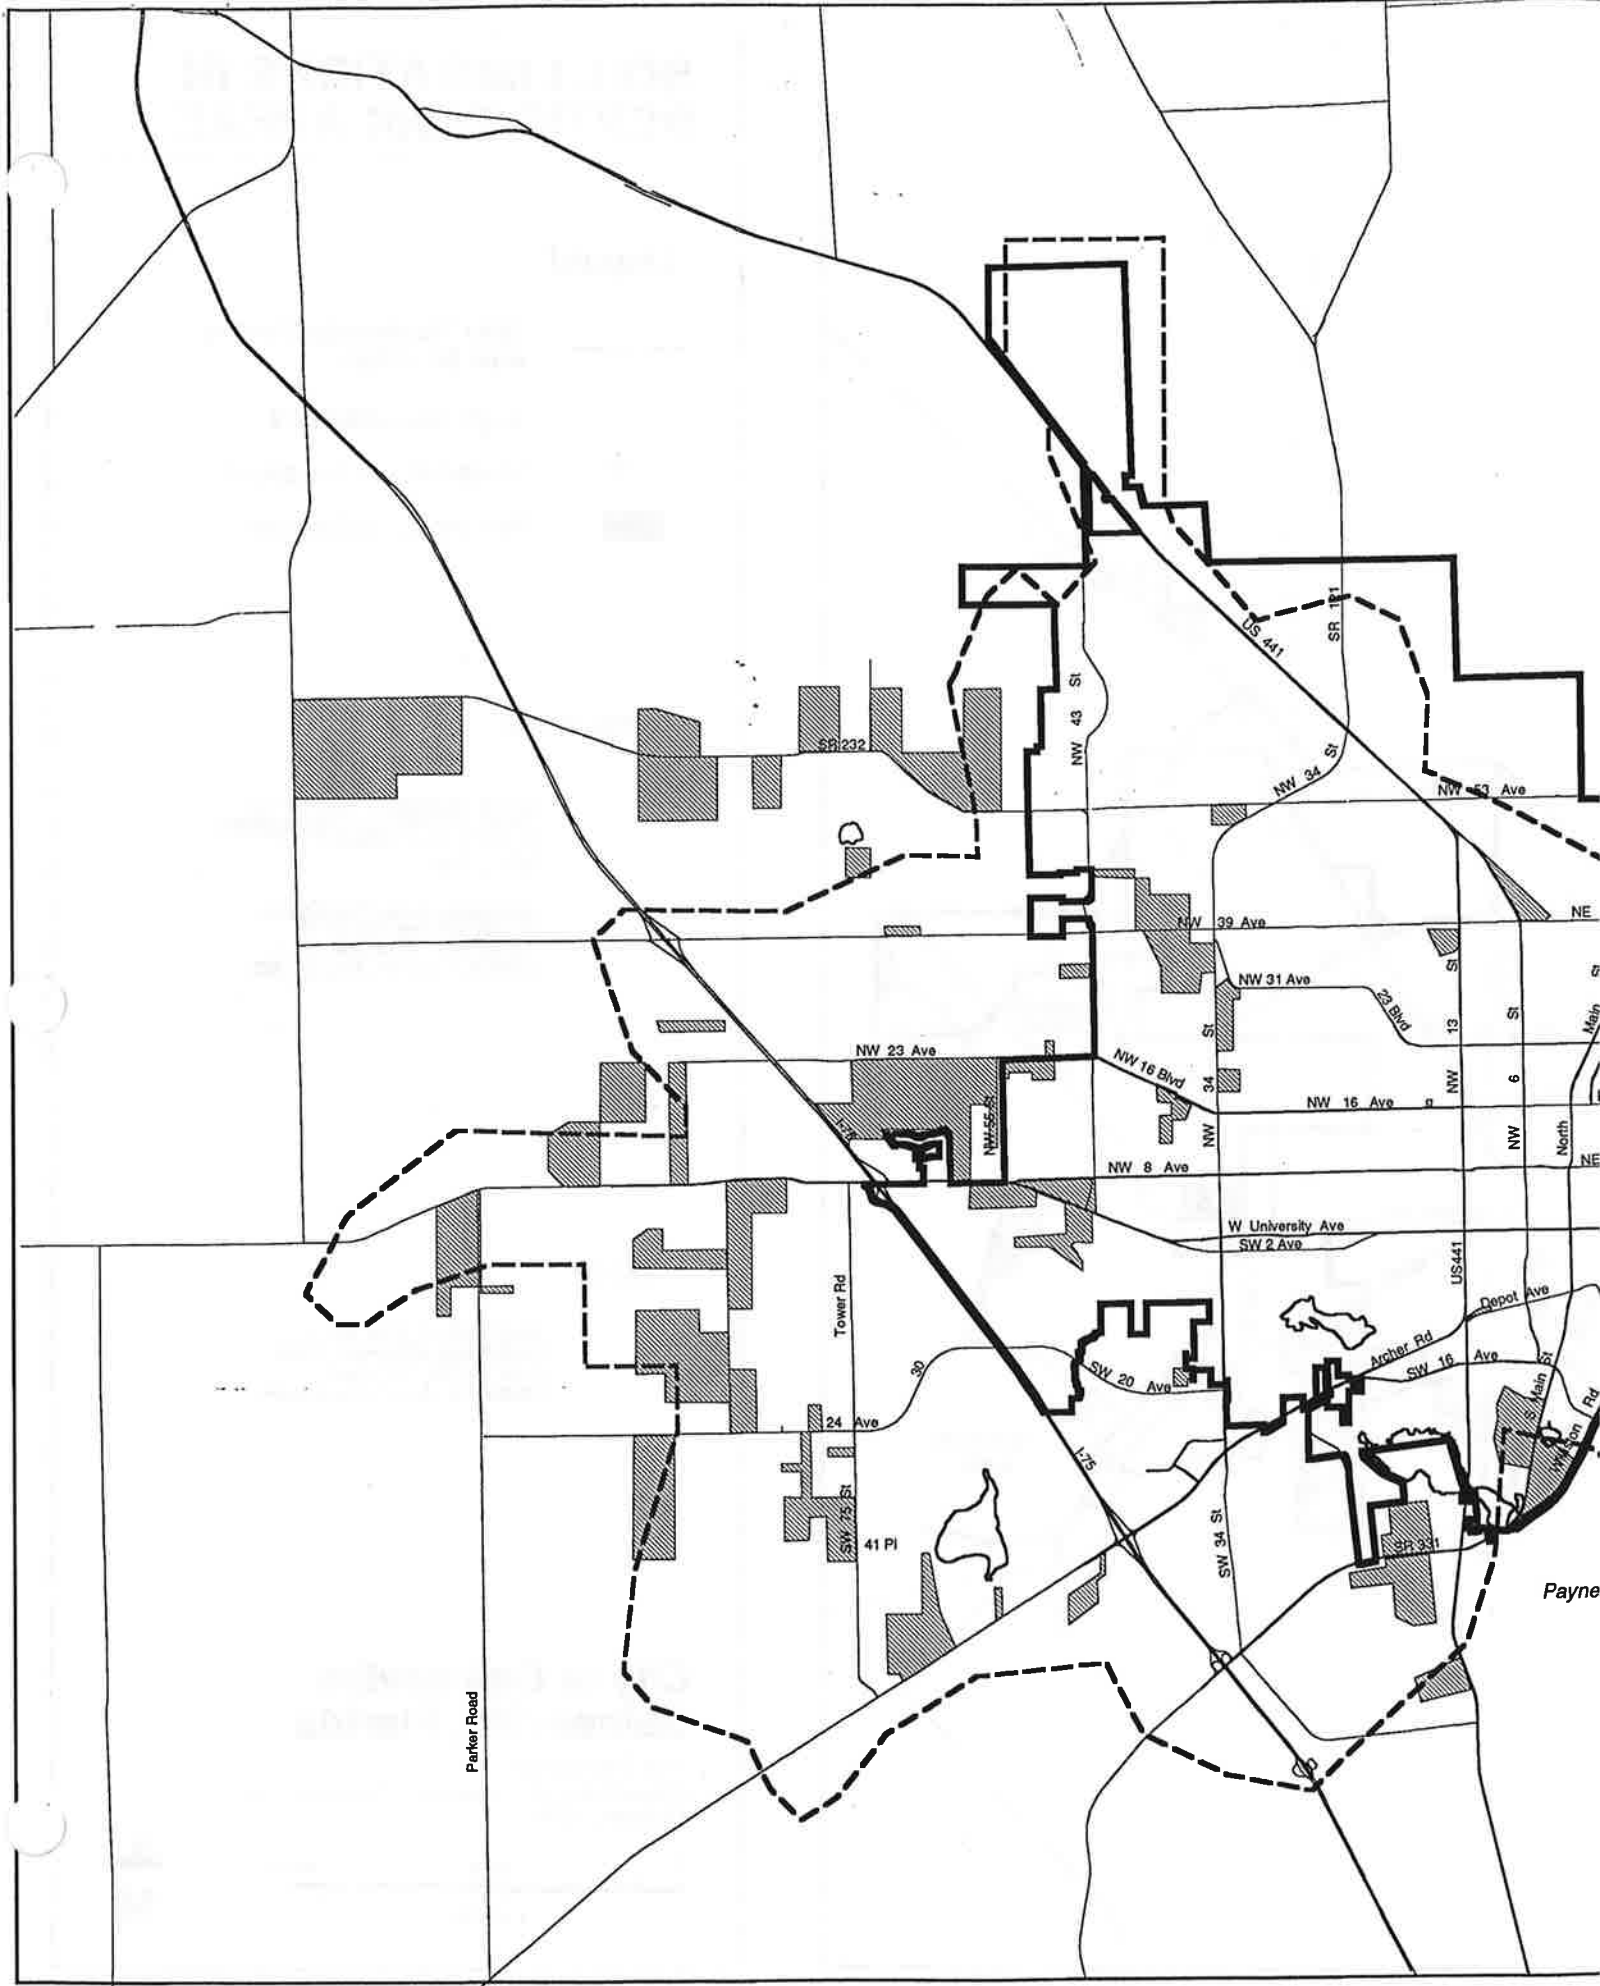 SR 121
US 441
NW 43 St
SR 232
NW 34 St
NW 53 Ave
NW 39 Ave
NE
NW 31 Ave
23 Blvd
NW 13 St
NW 6 St
Main
NW 23 Ave
NW 16 Blvd
NW 34 St
NW 16 Ave
North
I-75
NW 55 St
NW 8 Ave
NE
W University Ave
SW 2 Ave
US441
Depot Ave
Tower Rd
30
Archer Rd
SW 16 Ave
SW 20 Ave
S Main St
24 Ave
Williston Rd
I-75
SW 75 St
41 Pl
SW 34 St
SR 331
Payne
Parker Road